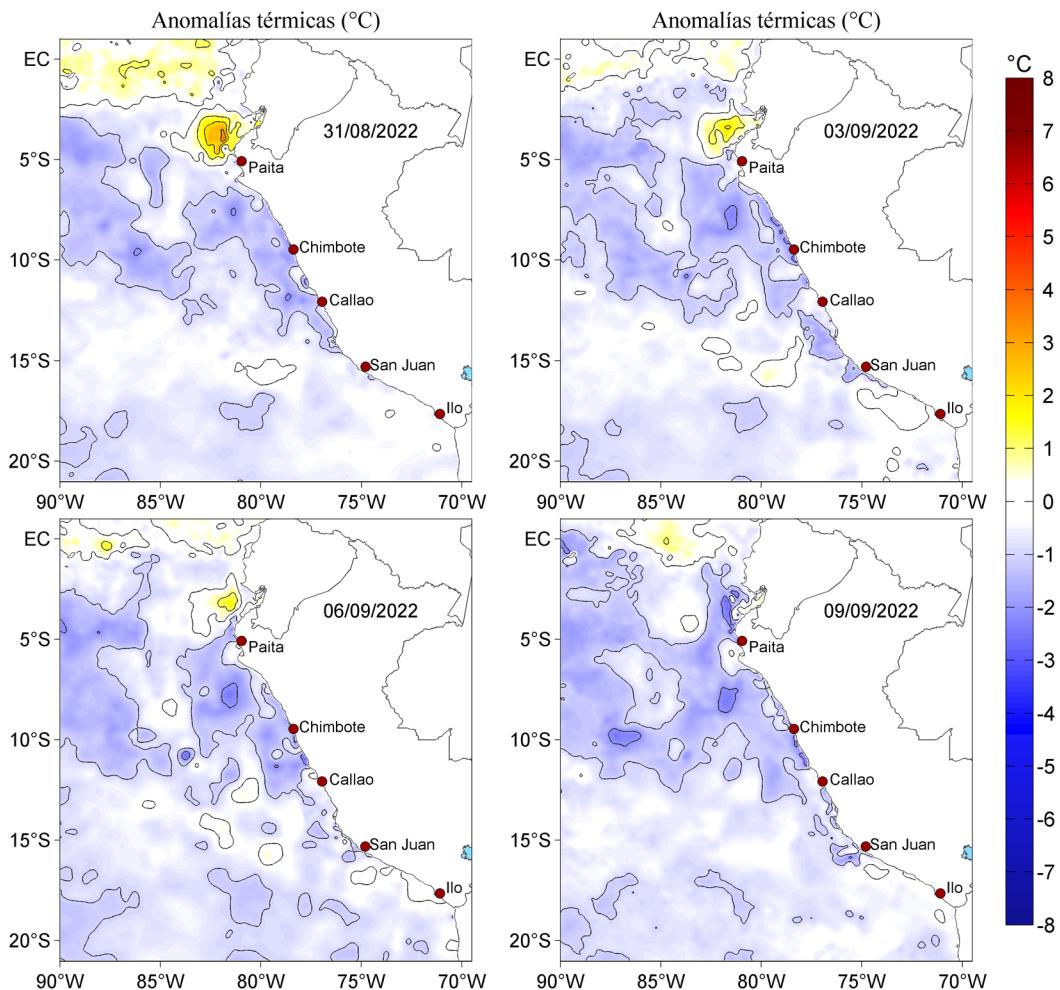 Anomalías térmicas (°C)
Anomalías térmicas (°C)
°C
EC
5°S
10°S
15°S
20°S
90°W
85°W
80°W
75°W
70°W
31/08/2022
Paita
Chimbote
Callao
San Juan
Ilo
EC
5°S
10°S
15°S
20°S
90°W
85°W
80°W
75°W
70°W
03/09/2022
Paita
Chimbote
Callao
San Juan
Ilo
EC
5°S
10°S
15°S
20°S
90°W
85°W
80°W
75°W
70°W
06/09/2022
Paita
Chimbote
Callao
San Juan
Ilo
EC
5°S
10°S
15°S
20°S
90°W
85°W
80°W
75°W
70°W
09/09/2022
Paita
Chimbote
Callao
San Juan
Ilo
8
7
6
5
4
3
2
1
0
-1
-2
-3
-4
-5
-6
-7
-8